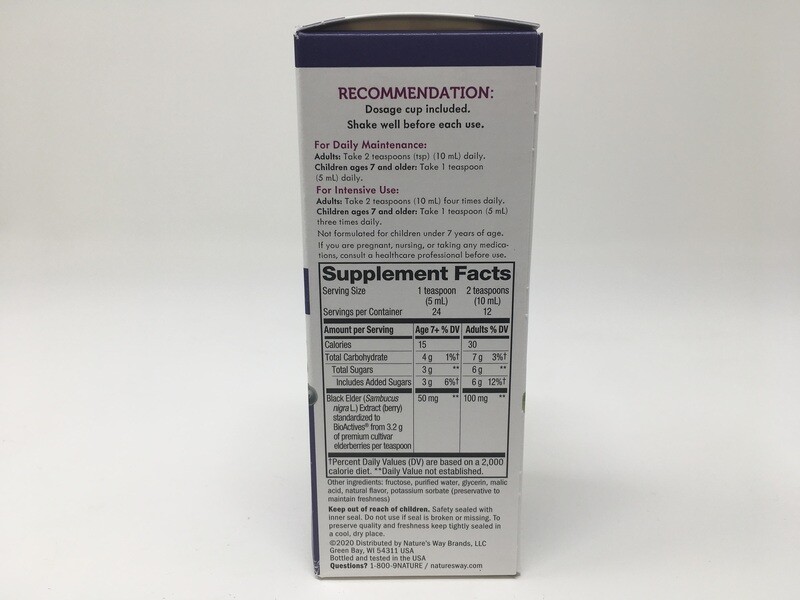 RECOMMENDATION:
Dosage cup included.
Shake well before each use.
For Daily Maintenance:
Adults: Take 2 teaspoons (tsp) (10 mL) daily.
Children ages 7 and older: Take 1 teaspoon
(5 mL) daily.
For Intensive Use:
Adults: Take 2 teaspoons (10 mL) four times daily.
Children ages 7 and older: Take 1 teaspoon (5 mL)
three times daily.
Not formulated for children under 7 years of age.
If you are pregnant, nursing, or taking any medica-
tions, consult a healthcare professional before use.
Supplement Facts
Serving Size 1 teaspoon 2 teaspoons
(5 mL) (10 mL)
Servings per Container 24 12
Amount per Serving Age 7+ % DV Adults % DV
Calories 15 30
Total Carbohydrate 4 g 1%† 7 g 3%†
Total Sugars 3 g ** 6 g **
Includes Added Sugars 3 g 6%† 6 g 12%†
Black Elder (Sambucus 50 mg ** 100 mg **
nigra L.) Extract (berry)
standardized to
BioActives® from 3.2 g
of premium cultivar
elderberries per teaspoon
†Percent Daily Values (DV) are based on a 2,000
calorie diet. **Daily Value not established.
Other ingredients: fructose, purified water, glycerin, malic
acid, natural flavor, potassium sorbate (preservative to
maintain freshness)
Keep out of reach of children. Safety sealed with
inner seal. Do not use if seal is broken or missing. To
preserve quality and freshness keep tightly sealed in
a cool, dry place.
©2020 Distributed by Nature's Way Brands, LLC
Green Bay, WI 54311 USA
Bottled and tested in the USA
Questions? 1-800-9NATURE / naturesway.com